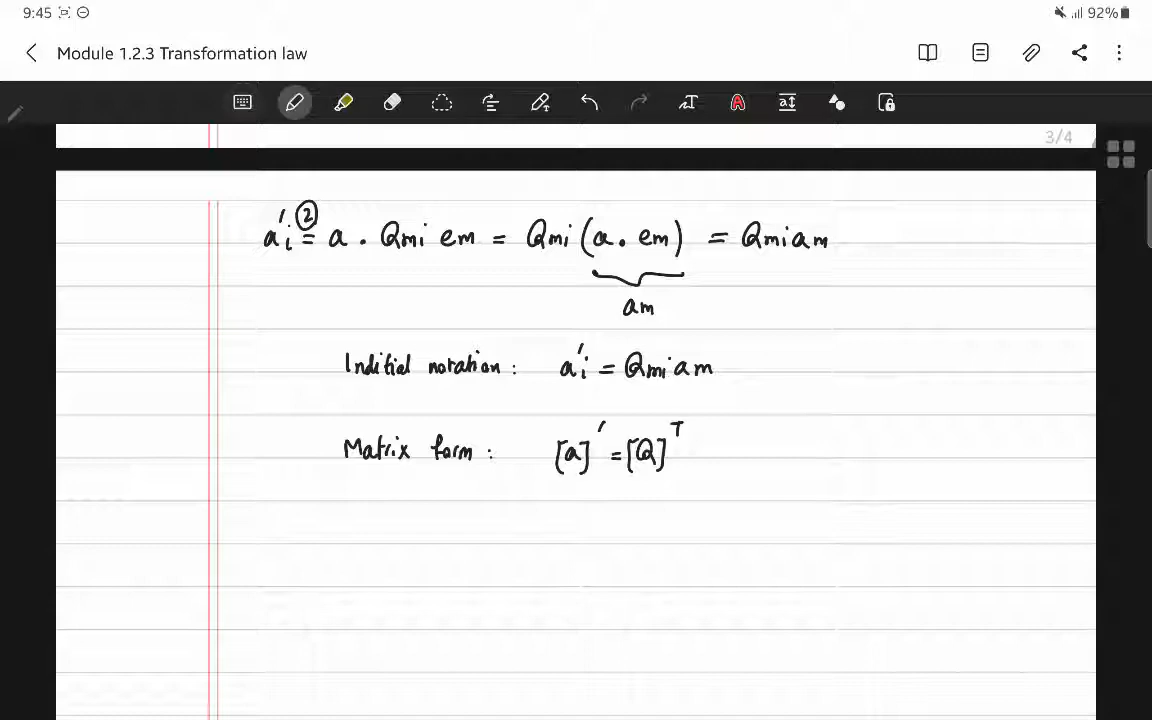 9:45 92%
Module 1.2.3 Transformation law
3/4
a'i =② a . Qmi em = Qmi (a . em) = Qmi am
am
Inditial notation : a'i = Qmi am
Matrix form : [a]' = [Q]ᵀ